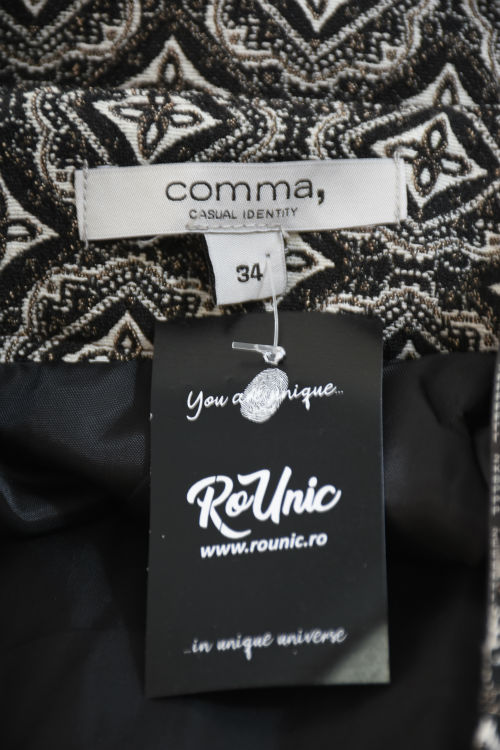 comma,
CASUAL IDENTITY
34
You are unique...
RoUnic
www.rounic.ro
...in unique universe